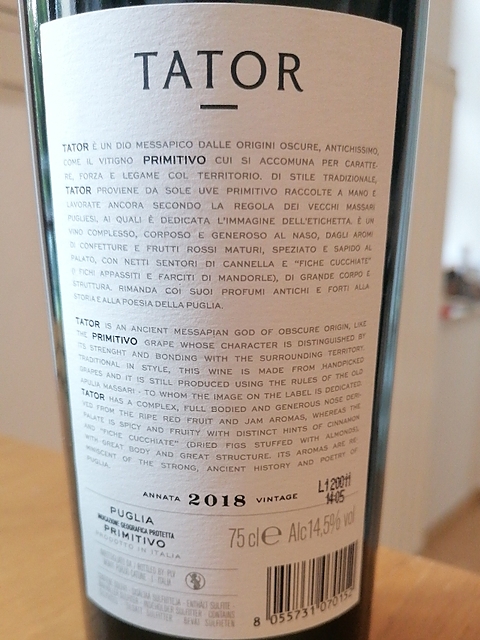 TATOR
TATOR È UN DIO MESSAPICO DALLE ORIGINI OSCURE, ANTICHISSIMO,
COME IL VITIGNO PRIMITIVO CUI SI ACCOMUNA PER CARATTE-
RE, FORZA E LEGAME COL TERRITORIO. DI STILE TRADIZIONALE,
TATOR PROVIENE DA SOLE UVE PRIMITIVO RACCOLTE A MANO E
LAVORATE ANCORA SECONDO LA REGOLA DEI VECCHI MASSARI
PUGLIESI, AI QUALI È DEDICATA L'IMMAGINE DELL'ETICHETTA. È UN
VINO COMPLESSO, CORPOSO E GENEROSO AL NASO, DAGLI AROMI
DI CONFETTURE E FRUTTI ROSSI MATURI, SPEZIATO E SAPIDO AL
PALATO, CON NETTI SENTORI DI CANNELLA E "FICHE CUCCHIATE"
(I FICHI APPASSITI E FARCITI DI MANDORLE), DI GRANDE CORPO E
STRUTTURA, RIMANDA COI SUOI PROFUMI ANTICHI E FORTI ALLA
STORIA E ALLA POESIA DELLA PUGLIA.
TATOR IS AN ANCIENT MESSAPIAN GOD OF OBSCURE ORIGIN, LIKE
THE PRIMITIVO GRAPE WHOSE CHARACTER IS DISTINGUISHED BY
ITS STRENGHT AND BONDING WITH THE SURROUNDING TERRITORY.
TRADITIONAL IN STYLE, THIS WINE IS MADE FROM HANDPICKED
GRAPES AND IT IS STILL PRODUCED USING THE RULES OF THE OLD
APULIA MASSARI - TO WHOM THE IMAGE ON THE LABEL IS DEDICATED.
TATOR HAS A COMPLEX, FULL BODIED AND GENEROUS NOSE DERI-
VED FROM THE RIPE RED FRUIT AND JAM AROMAS, WHEREAS THE
PALATE IS SPICY AND FRUITY WITH DISTINCT HINTS OF CINNAMON
AND "FICHE CUCCHIATE" (DRIED FIGS STUFFED WITH ALMONDS),
WITH GREAT BODY AND GREAT STRUCTURE. ITS AROMAS ARE RE-
MINISCENT OF THE STRONG, ANCIENT HISTORY AND POETRY OF
PUGLIA.
ANNATA 2018 VINTAGE
L120011
14:05
PUGLIA
INDICAZIONE GEOGRAFICA PROTETTA
PRIMITIVO
PRODOTTO IN ITALIA
75 cl e Alc 14,5% vol
8 055731 070152